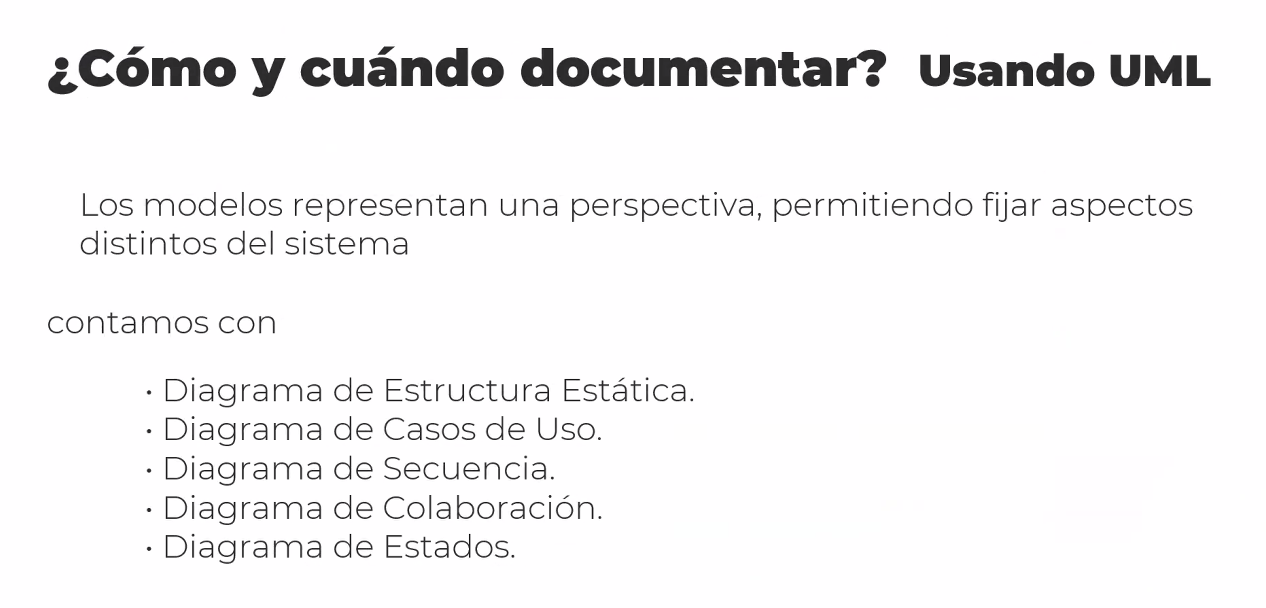 ¿Cómo y cuándo documentar? Usando UML
Los modelos representan una perspectiva, permitiendo fijar aspectos
distintos del sistema
contamos con
• Diagrama de Estructura Estática.
• Diagrama de Casos de Uso.
• Diagrama de Secuencia.
• Diagrama de Colaboración.
• Diagrama de Estados.